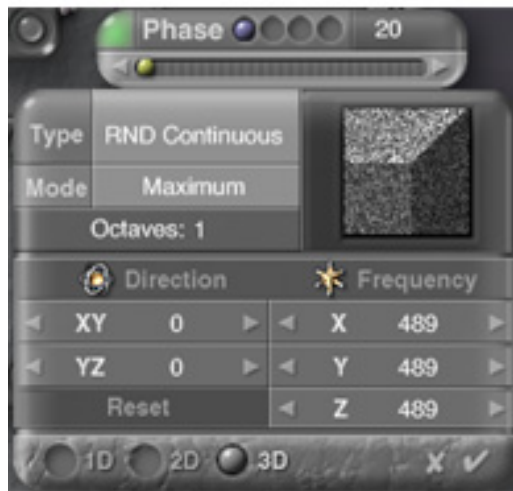 Phase 20
Type RND Continuous
Mode Maximum
Octaves: 1
Direction Frequency
XY 0 X 489
YZ 0 Y 489
Reset Z 489
1D 2D 3D